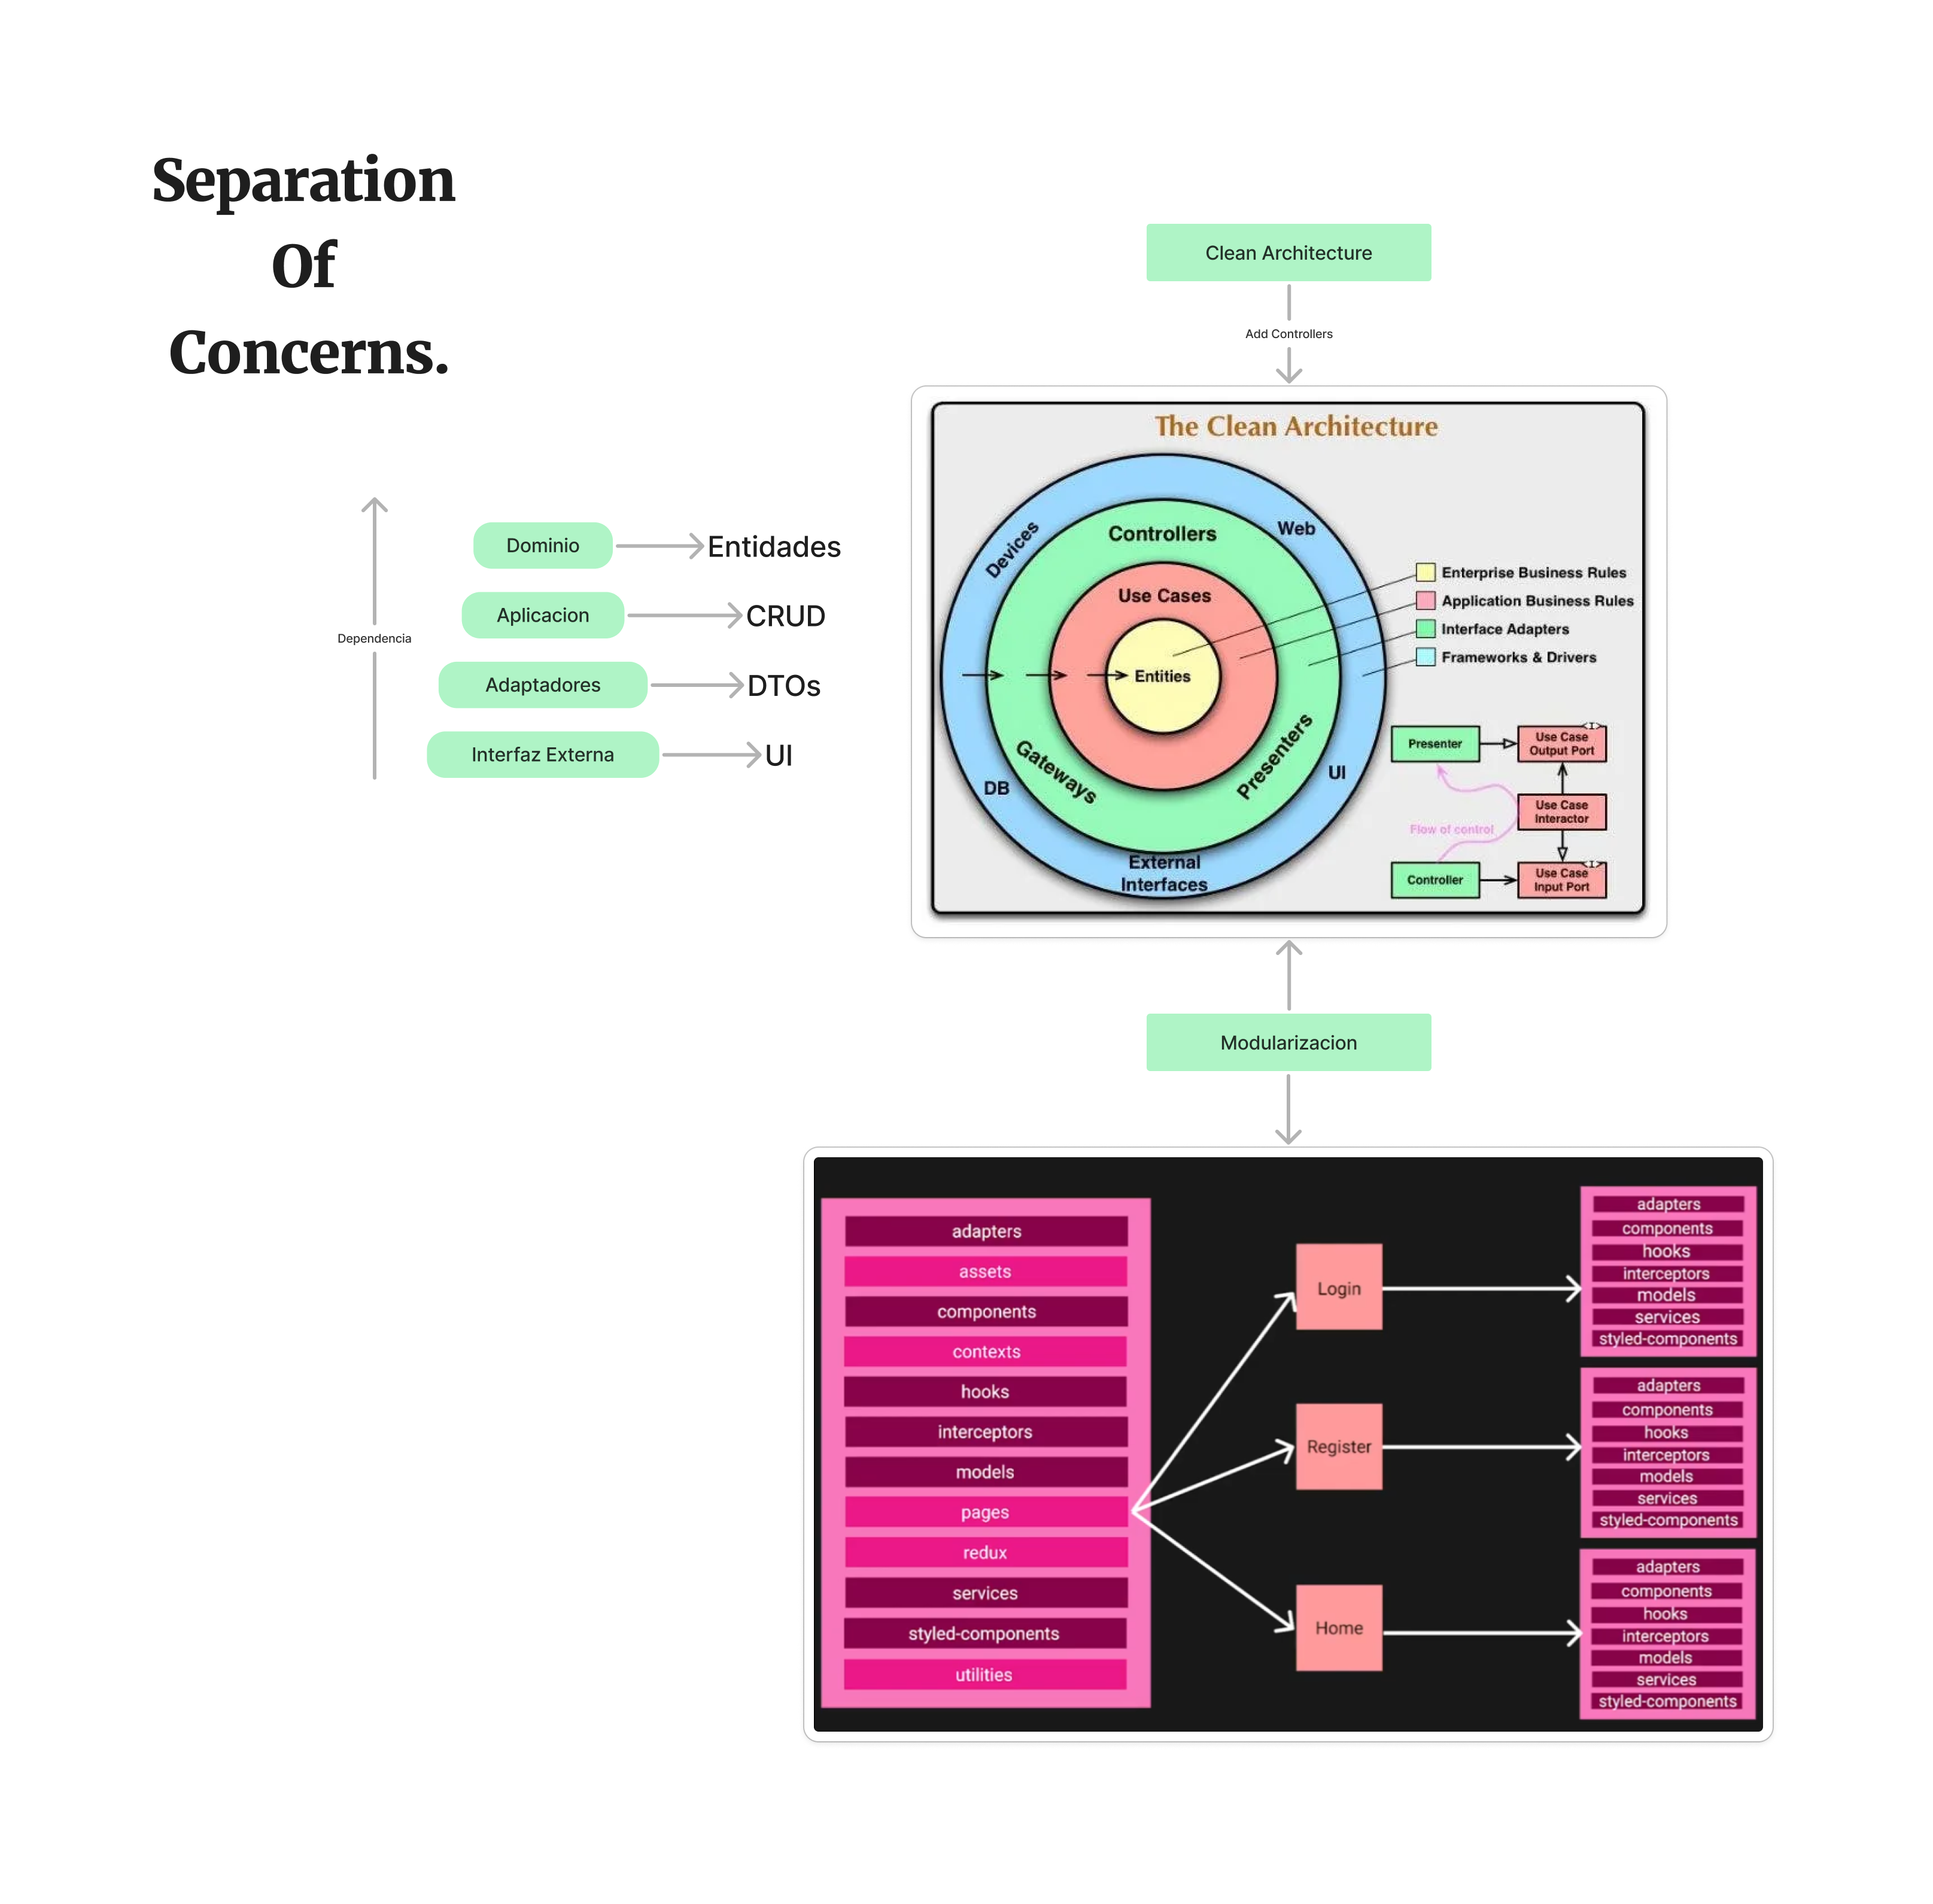 Separation
Of
Concerns.
Dependencia
Dominio
Entidades
Aplicacion
CRUD
Adaptadores
DTOs
Interfaz Externa
UI
Clean Architecture
Add Controllers
The Clean Architecture
Devices
Controllers
Web
Use Cases
Entities
Gateways
Presenters
DB
UI
External
Interfaces
Enterprise Business Rules
Application Business Rules
Interface Adapters
Frameworks & Drivers
Presenter
<I>
Use Case
Output Port
Use Case
Interactor
Flow of control
Controller
<I>
Use Case
Input Port
Modularizacion
adapters
assets
components
contexts
hooks
interceptors
models
pages
redux
services
styled-components
utilities
Login
Register
Home
adapters
components
hooks
interceptors
models
services
styled-components
adapters
components
hooks
interceptors
models
services
styled-components
adapters
components
hooks
interceptors
models
services
styled-components